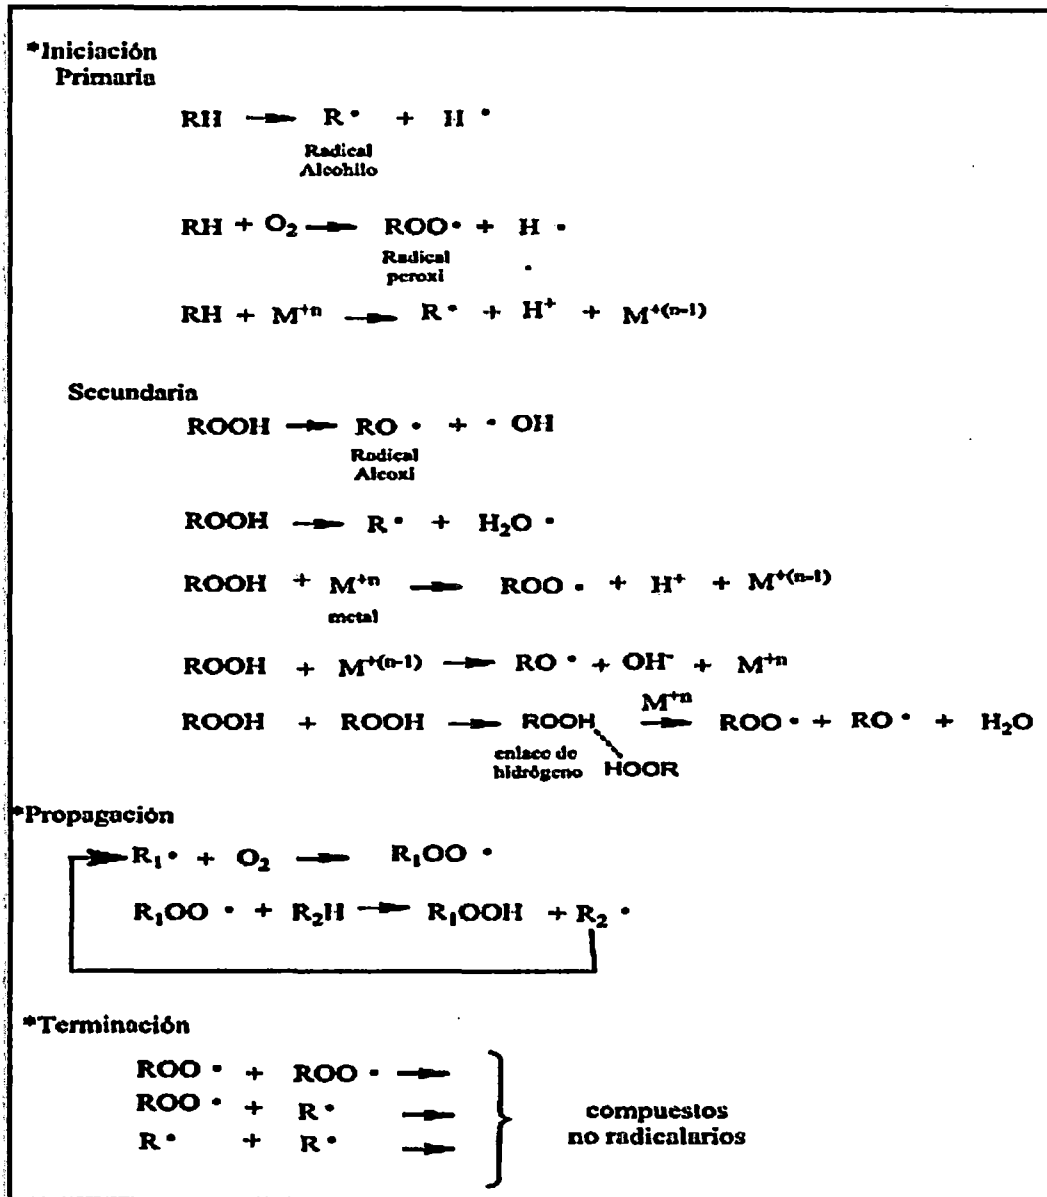 *Iniciación
Primaria
RH → R• + H •
Radical
Alcohilo
RH + O₂ → ROO• + H •
Radical
peroxi
RH + M⁺ⁿ → R• + H⁺ + M⁺⁽ⁿ⁻¹⁾
Secundaria
ROOH → RO • + • OH
Radical
Alcoxi
ROOH → R• + H₂O •
ROOH + M⁺ⁿ → ROO • + H⁺ + M⁺⁽ⁿ⁻¹⁾
metal
ROOH + M⁺⁽ⁿ⁻¹⁾ → RO • + OH⁻ + M⁺ⁿ
M⁺ⁿ
ROOH + ROOH → ROOH → ROO • + RO • + H₂O
enlace de
hidrógeno HOOR
*Propagación
R₁• + O₂ → R₁OO •
R₁OO • + R₂H → R₁OOH + R₂ •
*Terminación
ROO • + ROO • →
ROO • + R• →
R• + R• →
compuestos
no radicalarios